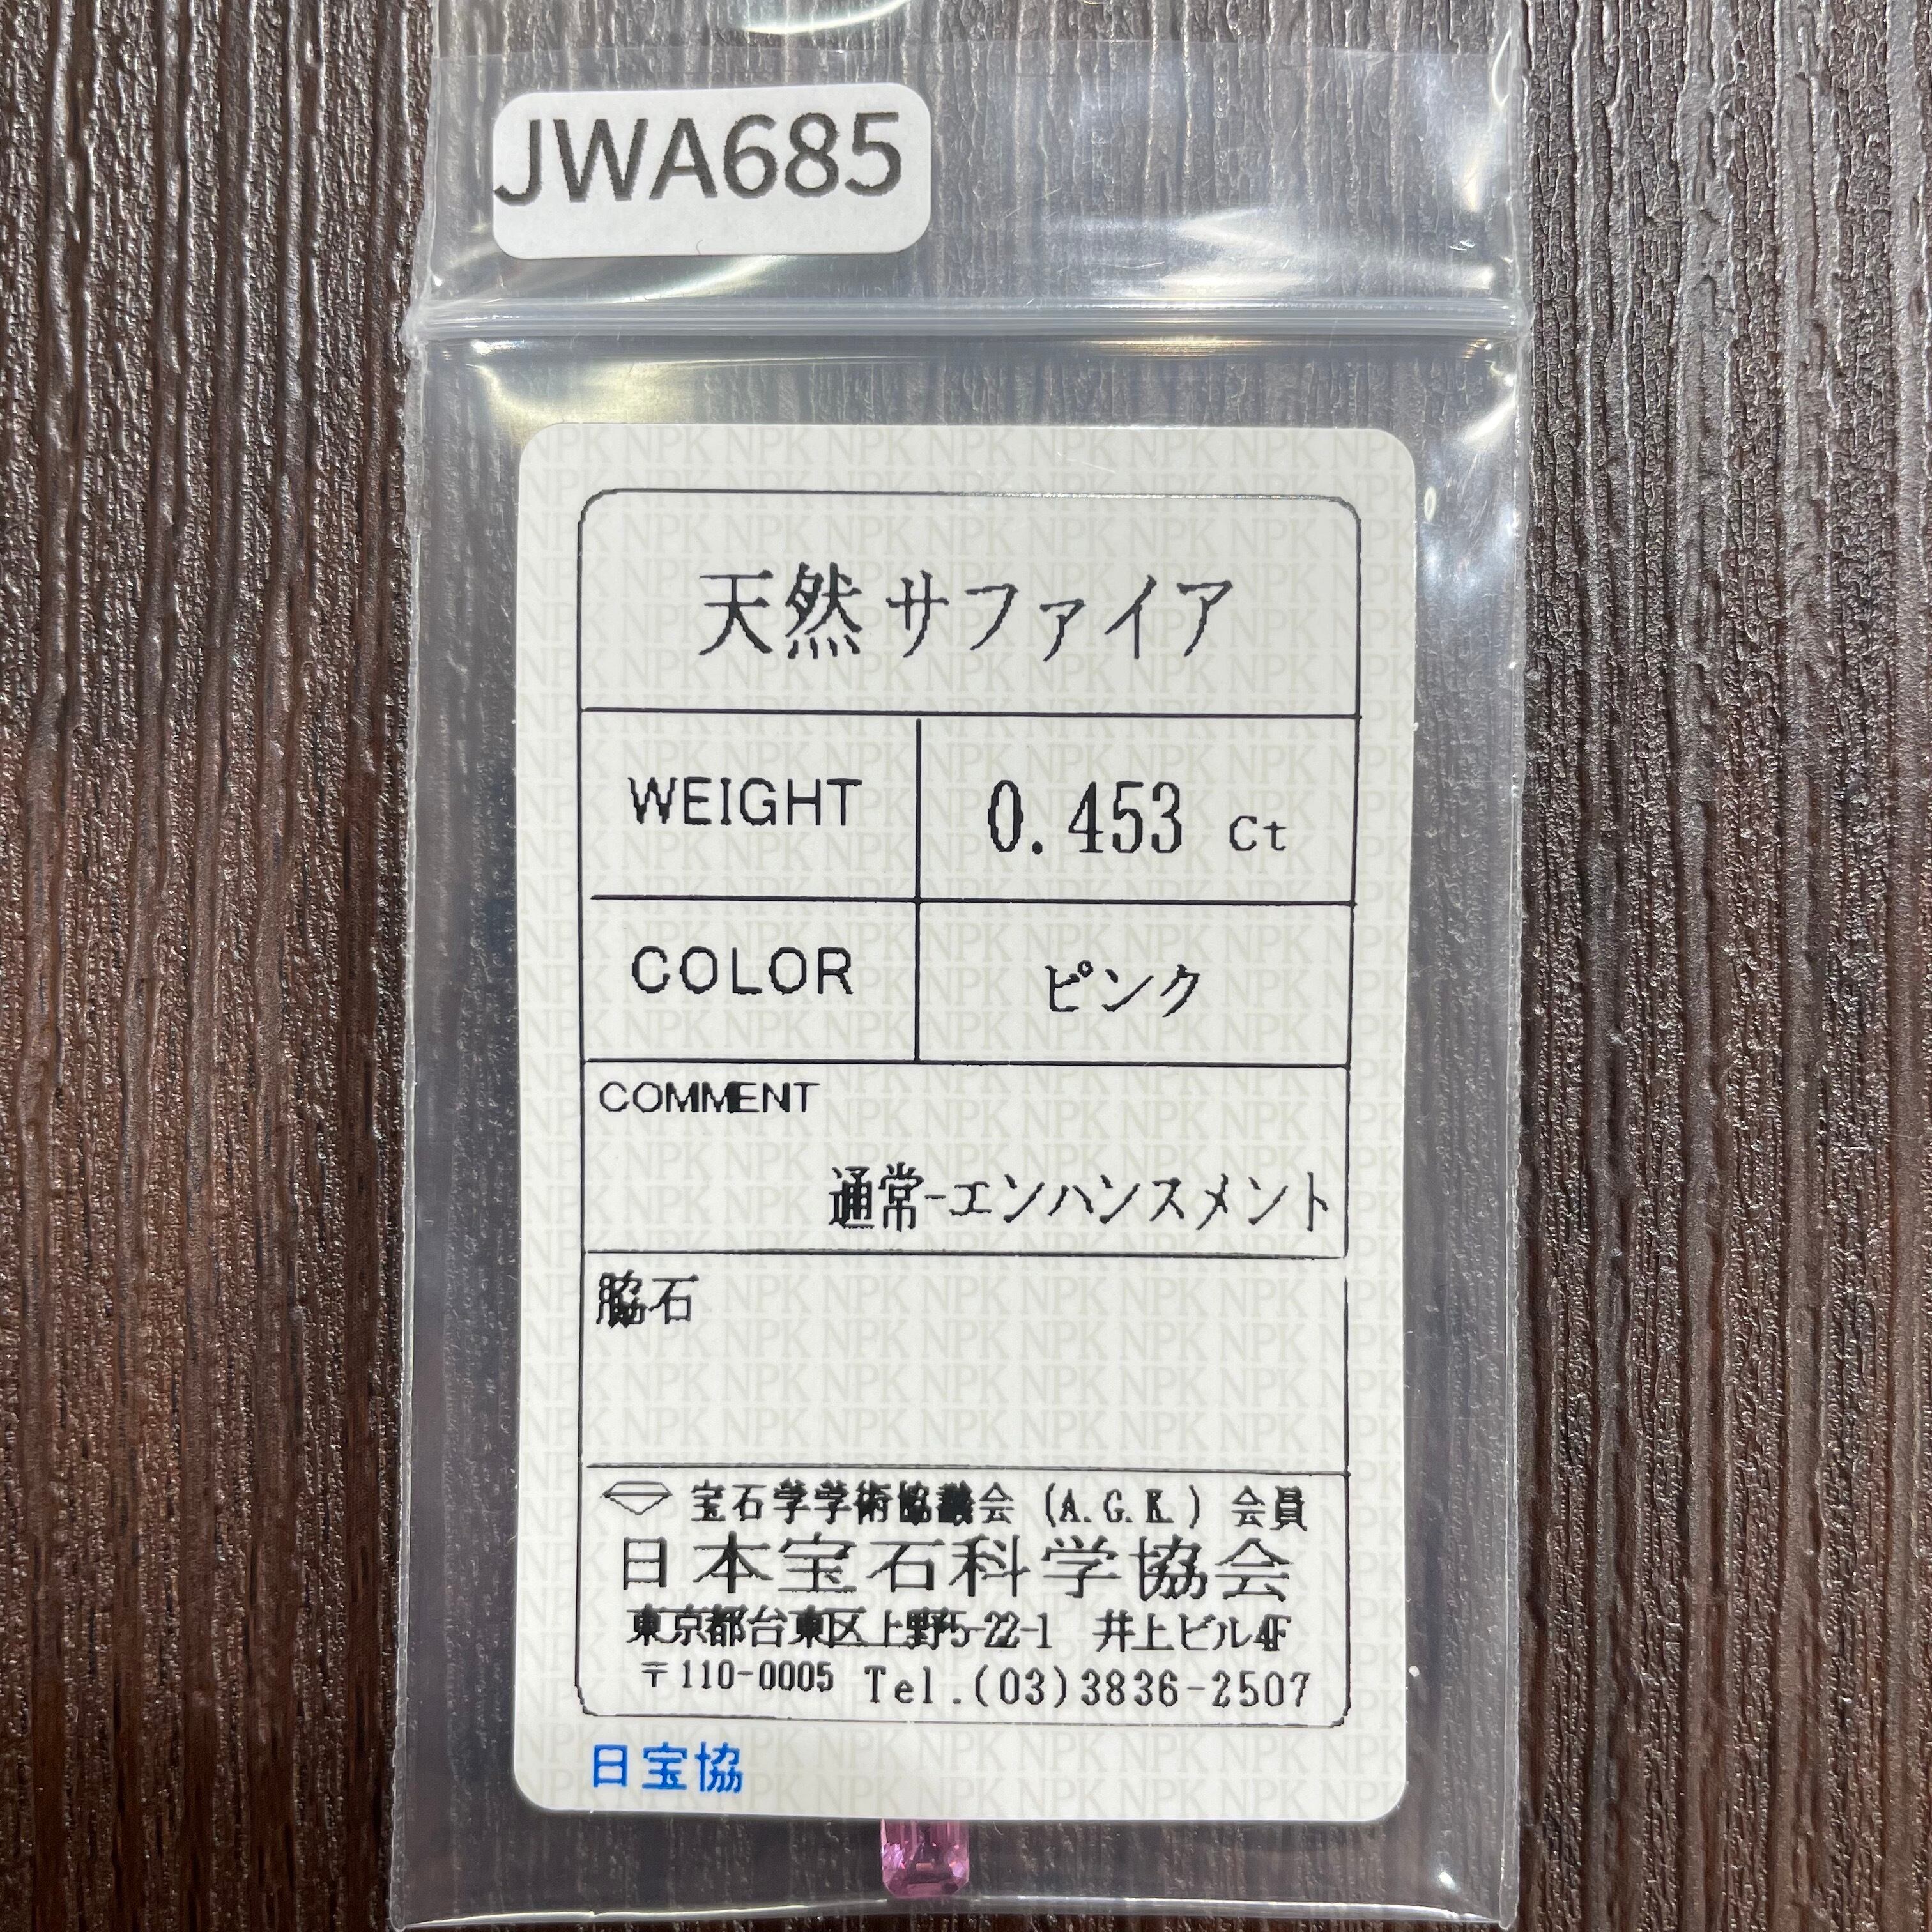 JWA685
天然サファイア
WEIGHT 0.453 Ct
COLOR ピンク
COMMENT
通常-エンハンスメント
脇石
宝石学学術協議会 (A.G.K.) 会員
日本宝石科学協会
東京都台東区上野5-22-1 井上ビル4F
〒110-0005 Tel.(03)3836-2507
日宝協